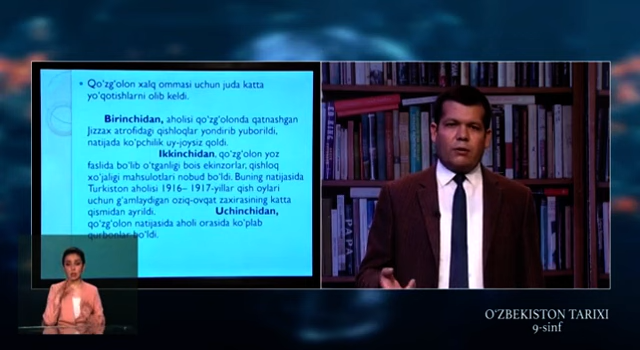 Qo'zg'olon xalq ommasi uchun juda katta
yo'qotishlarni olib keldi.
Birinchidan, aholisi qo'zg'olonda qatnashgan
Jizzax atrofidagi qishloqlar yondirib yuborildi,
natijada ko'pchilik uy-joysiz qoldi.
Ikkinchidan, qo'zg'olon yoz
faslida bo'lib o'tganligi bois ekinzorlar, qishloq
xo'jaligi mahsulotlari nobud bo'ldi. Buning natijasida
Turkiston aholisi 1916– 1917-yillar qish oylari
uchun g'amlaydigan oziq-ovqat zaxirasining katta
qismidan ayrildi. Uchinchidan,
qo'zg'olon natijasida aholi orasida ko'plab
qurbonlar bo'ldi.
PAPA
O'ZBEKISTON TARIXI
9-sinf